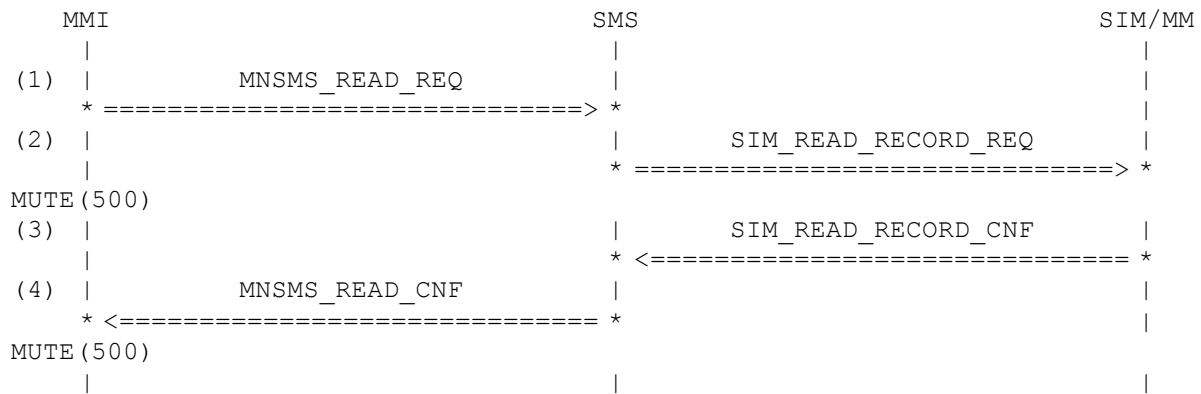 MMI SMS SIM/MM
| | |
(1) | MNSMS_READ_REQ | |
* ==============================> * |
(2) | | SIM_READ_RECORD_REQ |
| * ==============================> *
MUTE(500)
(3) | | SIM_READ_RECORD_CNF |
| * <============================== *
(4) | MNSMS_READ_CNF | |
* <=============================== * |
MUTE(500)
| | |